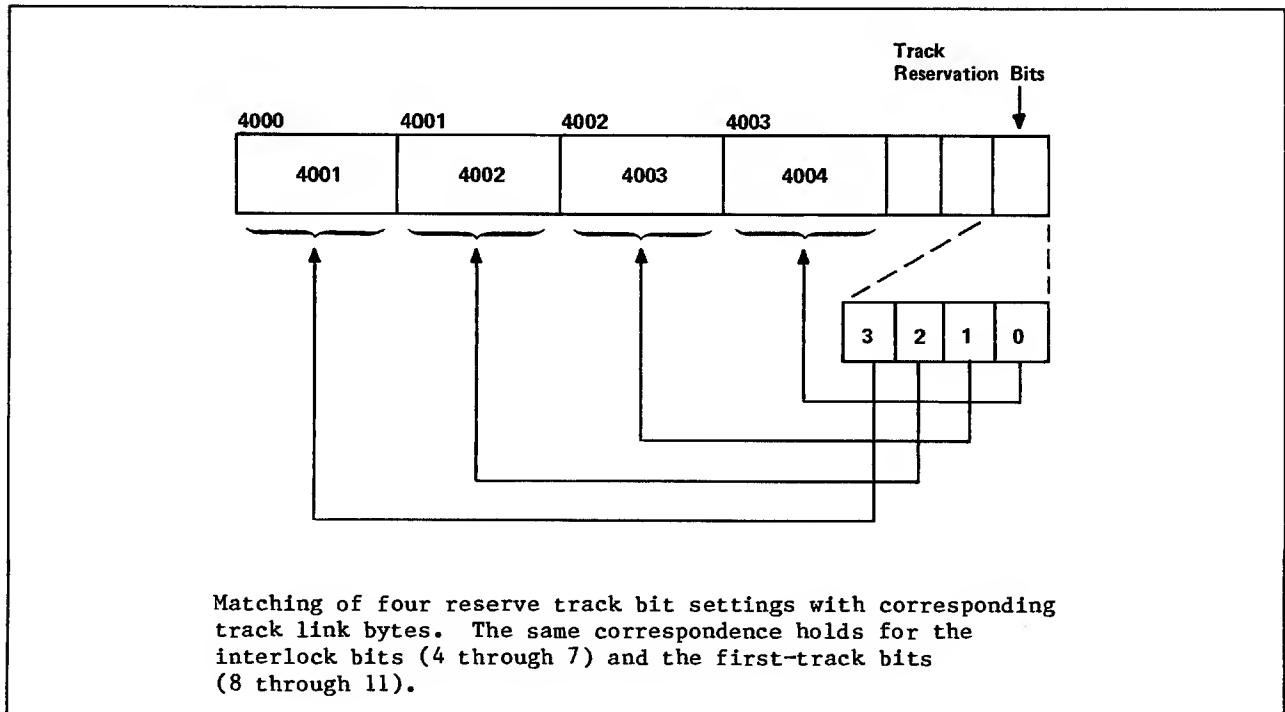 Track
Reservation Bits
4000 4001 4002 4003
4001 4002 4003 4004
3 2 1 0
Matching of four reserve track bit settings with corresponding
track link bytes. The same correspondence holds for the
interlock bits (4 through 7) and the first-track bits
(8 through 11).